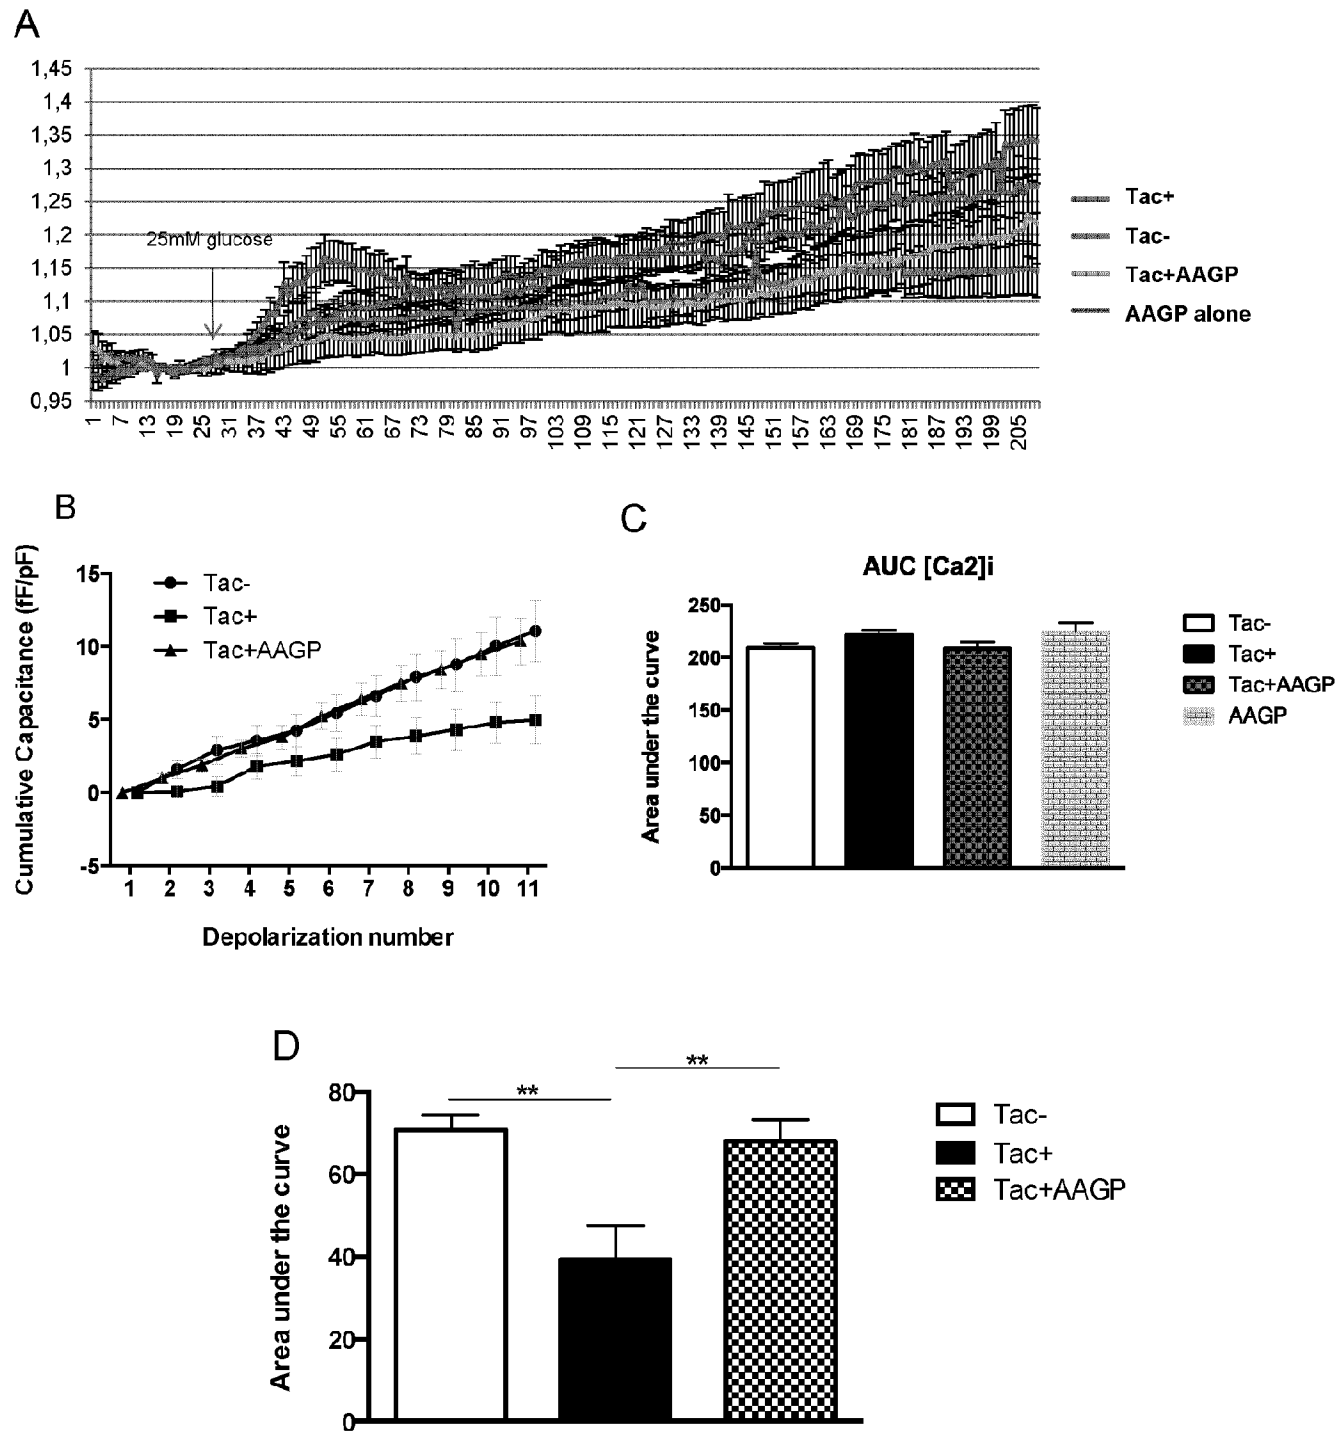 A
1,45
1,4
1,35
1,3
1,25
1,2
1,15
1,1
1,05
1
0,95
25mM glucose
1 7 13 19 25 31 37 43 49 55 61 67 73 79 85 91 97 103 109 115 121 127 133 139 145 151 157 163 169 175 181 187 193 199 205
Tac+
Tac-
Tac+AAGP
AAGP alone
B
Cumulative Capacitance (fF/pF)
15
10
5
0
-5
Tac-
Tac+
Tac+AAGP
1 2 3 4 5 6 7 8 9 10 11
Depolarization number
C
AUC [Ca2]i
Area under the curve
250
200
150
100
50
0
Tac-
Tac+
Tac+AAGP
AAGP
D
Area under the curve
80
60
40
20
0
**
**
Tac-
Tac+
Tac+AAGP